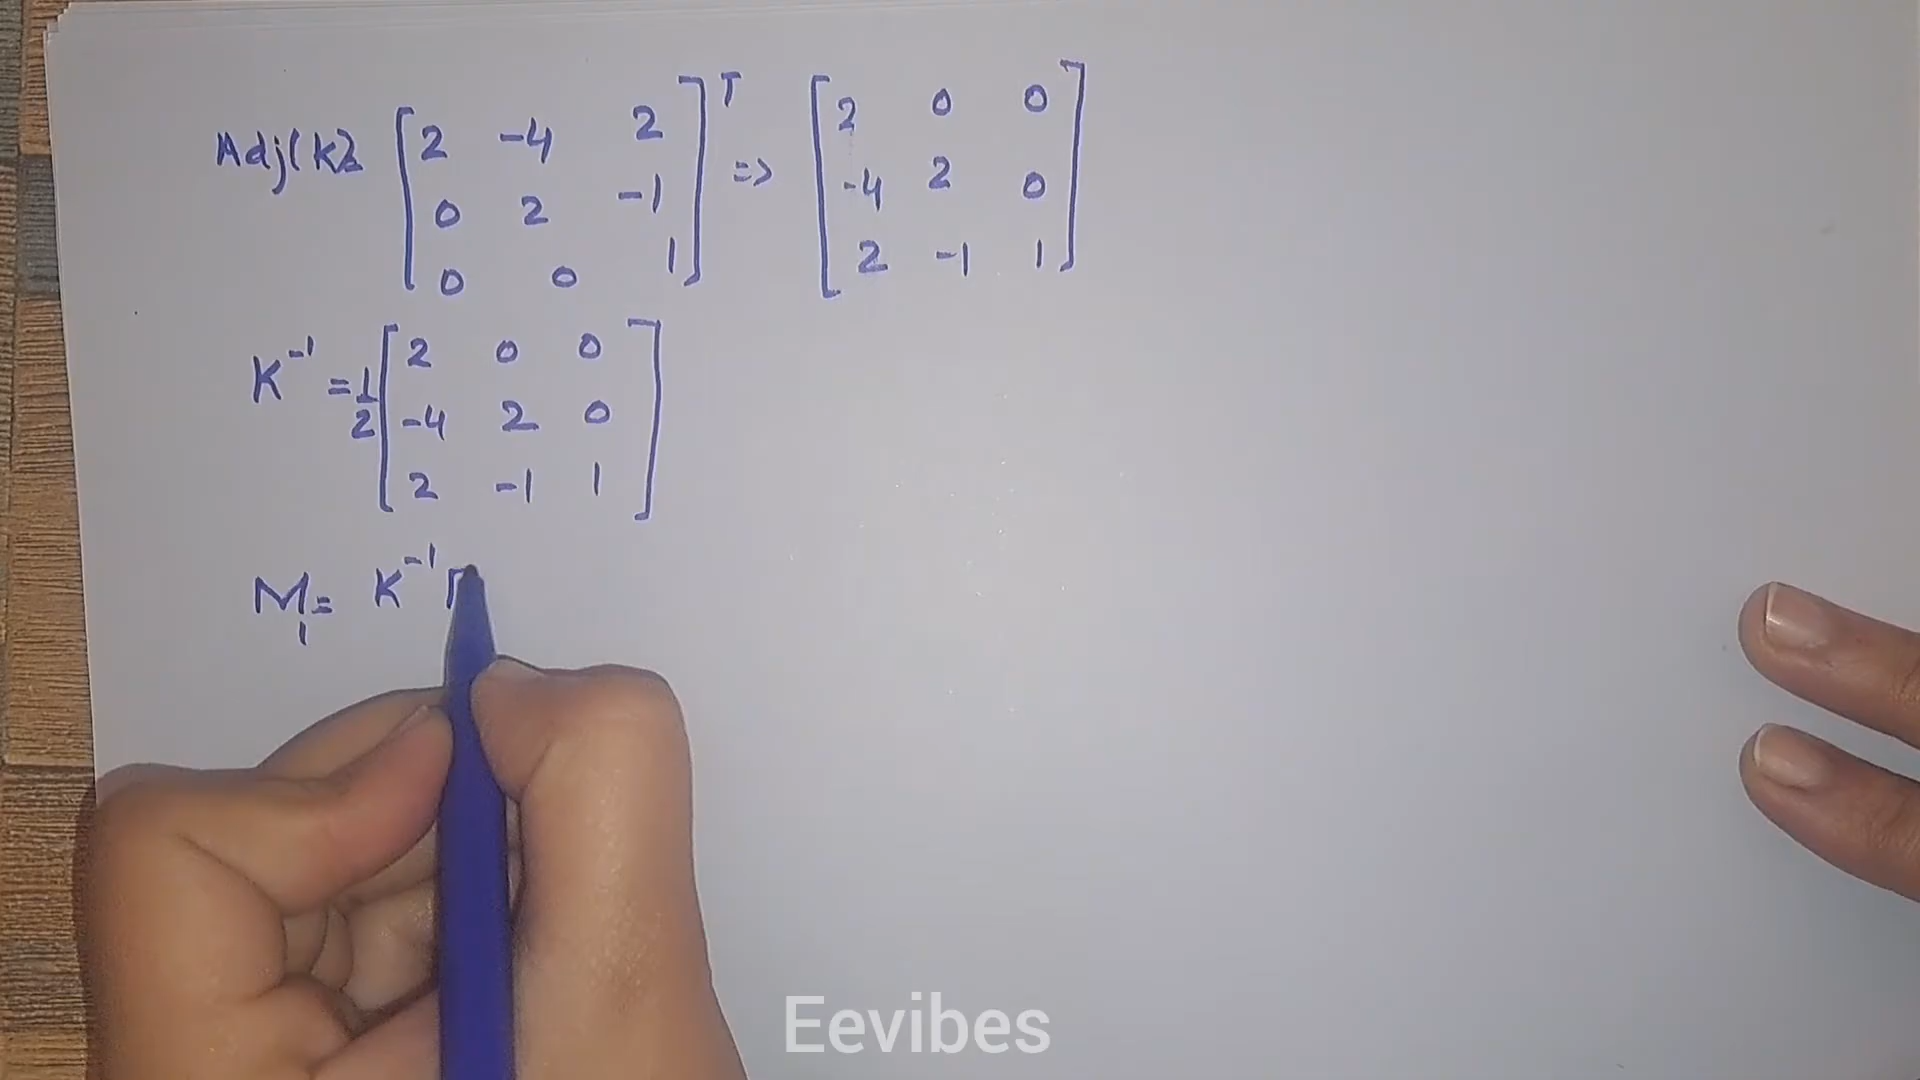 Adj(K)= [2 -4 2
0 2 -1
0 0 1]ᵀ => [2 0 0
-4 2 0
2 -1 1]
K⁻¹ = 1/2 [2 0 0
-4 2 0
2 -1 1]
M₁= K⁻¹
Eevibes